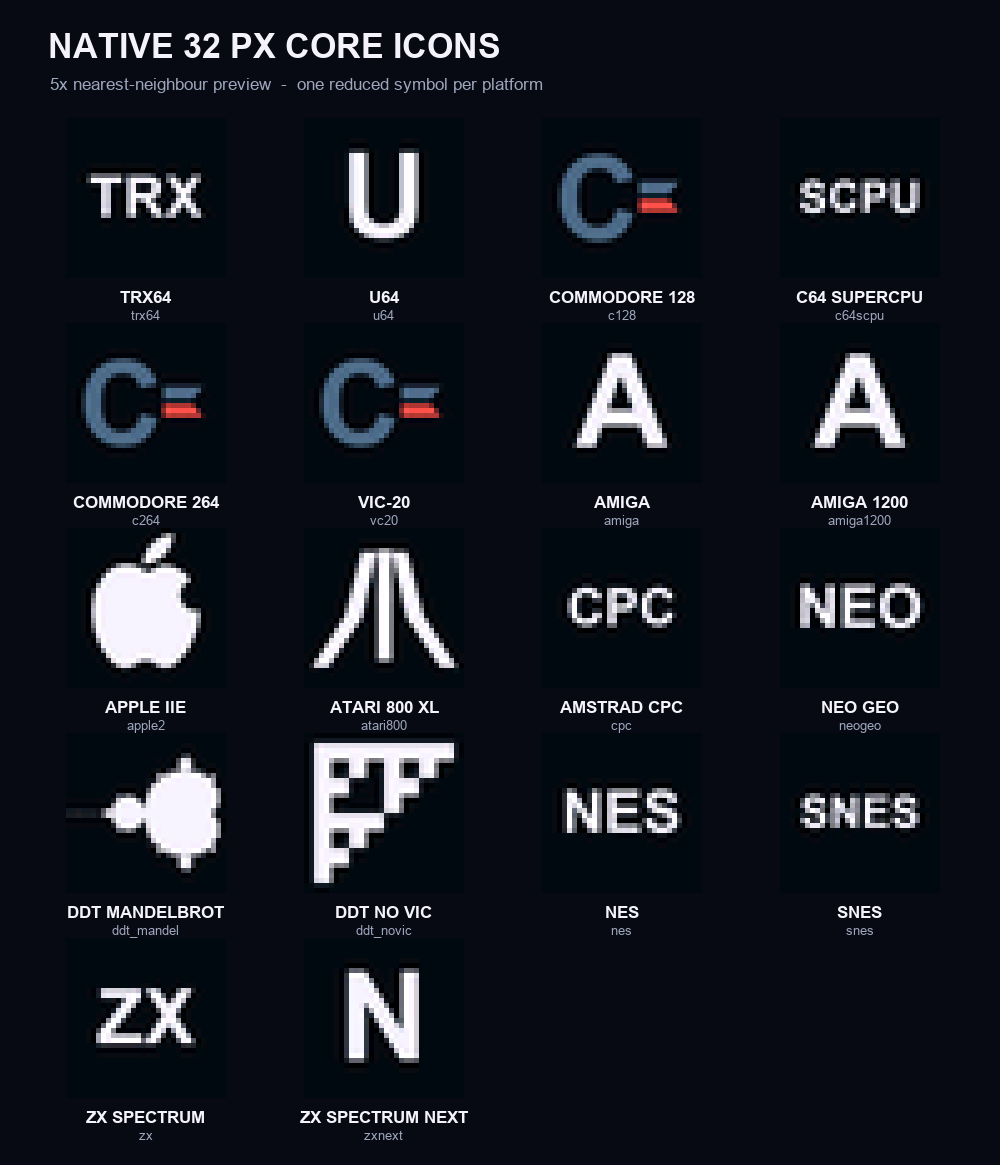 NATIVE 32 PX CORE ICONS
5x nearest-neighbour preview - one reduced symbol per platform
TRX
U
C
SCPU
TRX64
U64
COMMODORE 128
C64 SUPERCPU
trx64
u64
c128
c64scpu
C
C
A
A
COMMODORE 264
VIC-20
AMIGA
AMIGA 1200
c264
vc20
amiga
amiga1200
CPC
NEO
APPLE IIE
ATARI 800 XL
AMSTRAD CPC
NEO GEO
apple2
atari800
cpc
neogeo
NES
SNES
DDT MANDELBROT
DDT NO VIC
NES
SNES
ddt_mandel
ddt_novic
nes
snes
ZX
N
ZX SPECTRUM
ZX SPECTRUM NEXT
zx
zxnext